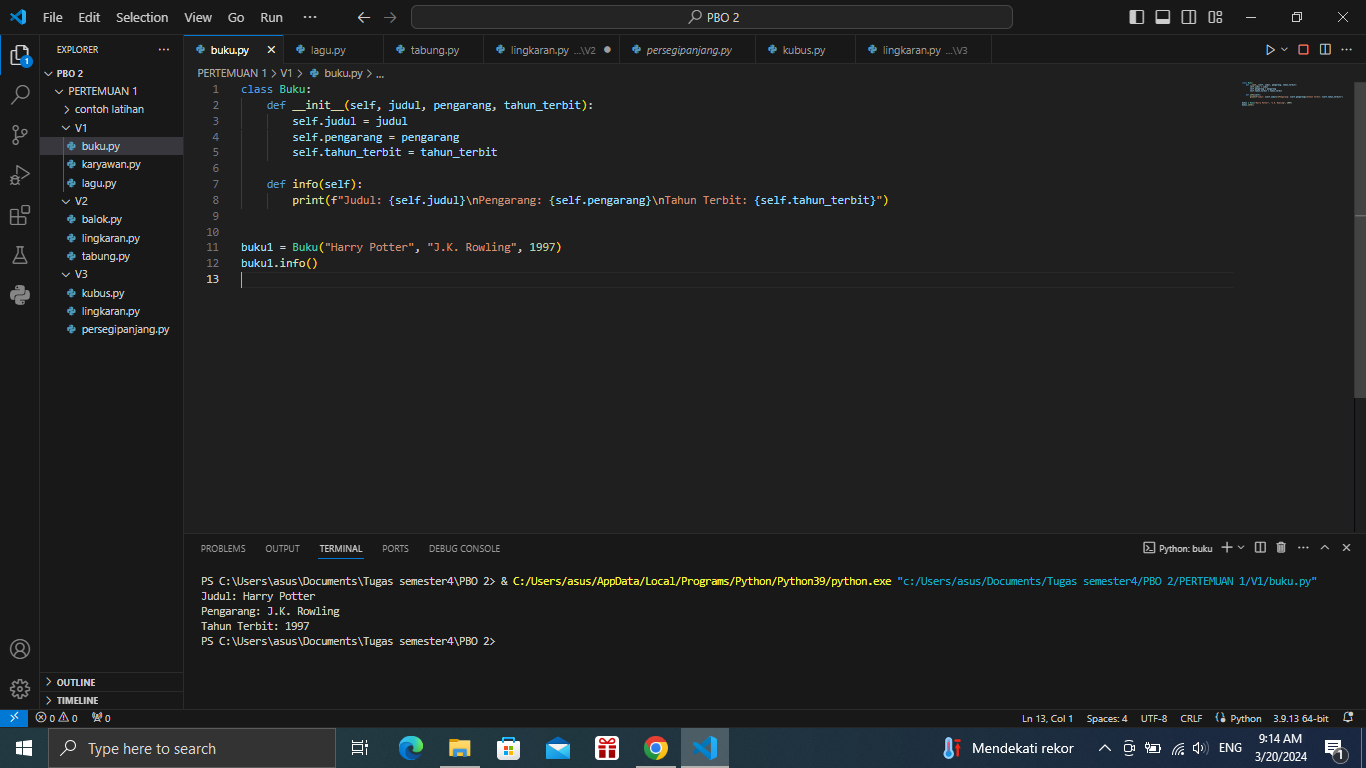 File Edit Selection View Go Run ··· PBO 2
EXPLORER ···
PBO 2
PERTEMUAN 1
contoh latihan
V1
buku.py
karyawan.py
lagu.py
V2
balok.py
lingkaran.py
tabung.py
V3
kubus.py
lingkaran.py
persegipanjang.py
OUTLINE
TIMELINE
1
buku.py lagu.py tabung.py lingkaran.py ...\V2 persegipanjang.py kubus.py lingkaran.py ...\V3
PERTEMUAN 1 > V1 > buku.py > ...
1 class Buku:
2     def __init__(self, judul, pengarang, tahun_terbit):
3         self.judul = judul
4         self.pengarang = pengarang
5         self.tahun_terbit = tahun_terbit
6
7     def info(self):
8         print(f"Judul: {self.judul}\nPengarang: {self.pengarang}\nTahun Terbit: {self.tahun_terbit}")
9
10
11 buku1 = Buku("Harry Potter", "J.K. Rowling", 1997)
12 buku1.info()
13
PROBLEMS OUTPUT TERMINAL PORTS DEBUG CONSOLE Python: buku
PS C:\Users\asus\Documents\Tugas semester4\PBO 2> & C:/Users/asus/AppData/Local/Programs/Python/Python39/python.exe "c:/Users/asus/Documents/Tugas semester4/PBO 2/PERTEMUAN 1/V1/buku.py"
Judul: Harry Potter
Pengarang: J.K. Rowling
Tahun Terbit: 1997
PS C:\Users\asus\Documents\Tugas semester4\PBO 2>
0 0 0 Ln 13, Col 1 Spaces: 4 UTF-8 CRLF Python 3.9.13 64-bit
Type here to search Mendekati rekor ENG 9:14 AM
3/20/2024 1